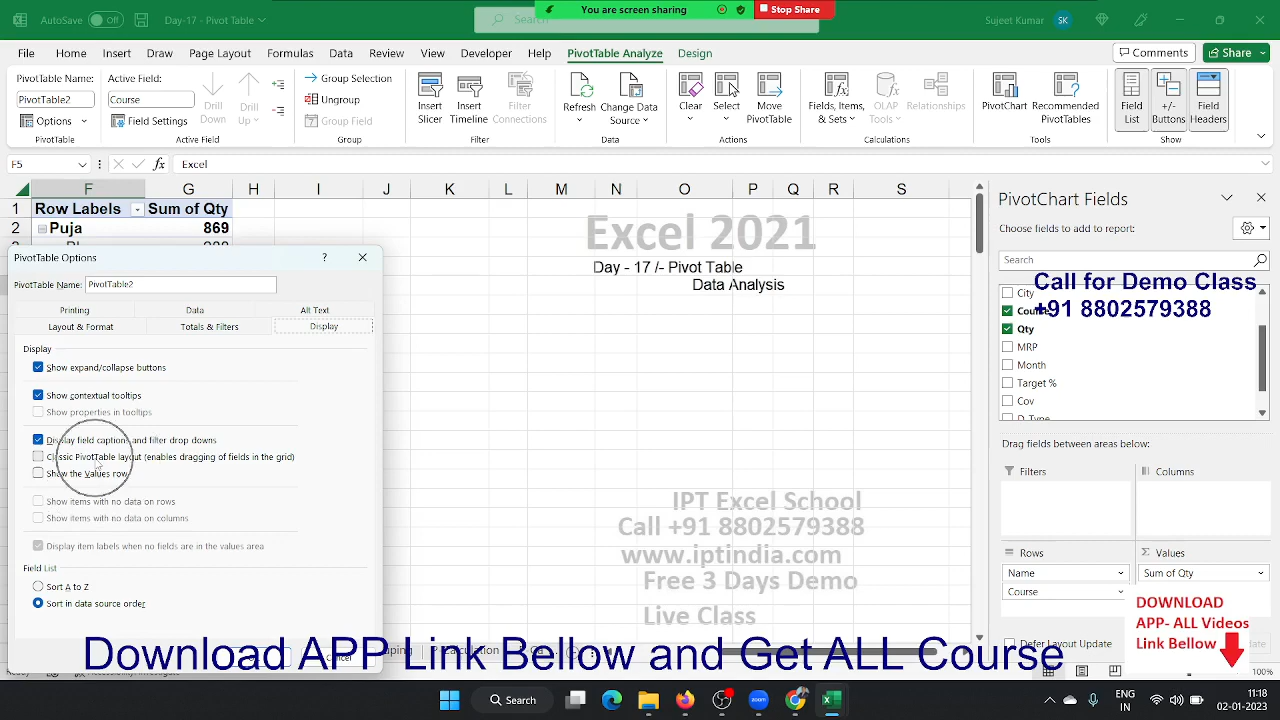 AutoSave Off
Day-17 - Pivot Table
Search
You are screen sharing
Stop Share
Sujeet Kumar
SK
File Home Insert Draw Page Layout Formulas Data Review View Developer Help PivotTable Analyze Design
Comments
Share
PivotTable Name:
PivotTable2
Options
PivotTable
Active Field:
Course
Field Settings
Drill Down
Drill Up
Active Field
Group Selection
Ungroup
Group Field
Group
Insert Slicer
Insert Timeline
Filter Connections
Filter
Refresh
Change Data Source
Data
Clear
Select
Move PivotTable
Actions
Fields, Items, & Sets
OLAP Tools
Relationships
Calculations
PivotChart
Recommended PivotTables
Tools
Field List
+/- Buttons
Field Headers
Show
F5
fx
Excel
F G H I J K L M N O P Q R S
1 Row Labels Sum of Qty
2 Puja 869
Excel 2021
Day - 17 /- Pivot Table
Data Analysis
IPT Excel School
Call +91 8802579388
www.iptindia.com
Free 3 Days Demo
Live Class
PivotTable Options
?
PivotTable Name: PivotTable2
Printing Data Alt Text
Layout & Format Totals & Filters Display
Display
Show expand/collapse buttons
Show contextual tooltips
Show properties in tooltips
Display field captions and filter drop downs
Classic PivotTable layout (enables dragging of fields in the grid)
Show the Values row
Show items with no data on rows
Show items with no data on columns
Display item labels when no fields are in the values area
Field List
Sort A to Z
Sort in data source order
PivotChart Fields
Choose fields to add to report:
Search
Call for Demo Class
+91 8802579388
City
Course
Qty
MRP
Month
Target %
Cov
D_Type
Drag fields between areas below:
Filters
Columns
Rows
Values
Name
Sum of Qty
Course
DOWNLOAD
APP- ALL Videos
Link Bellow
Defer Layout Update
Download APP Link Bellow and Get ALL Course
100%
Search
zoom
ENG
IN
11:18
02-01-2023